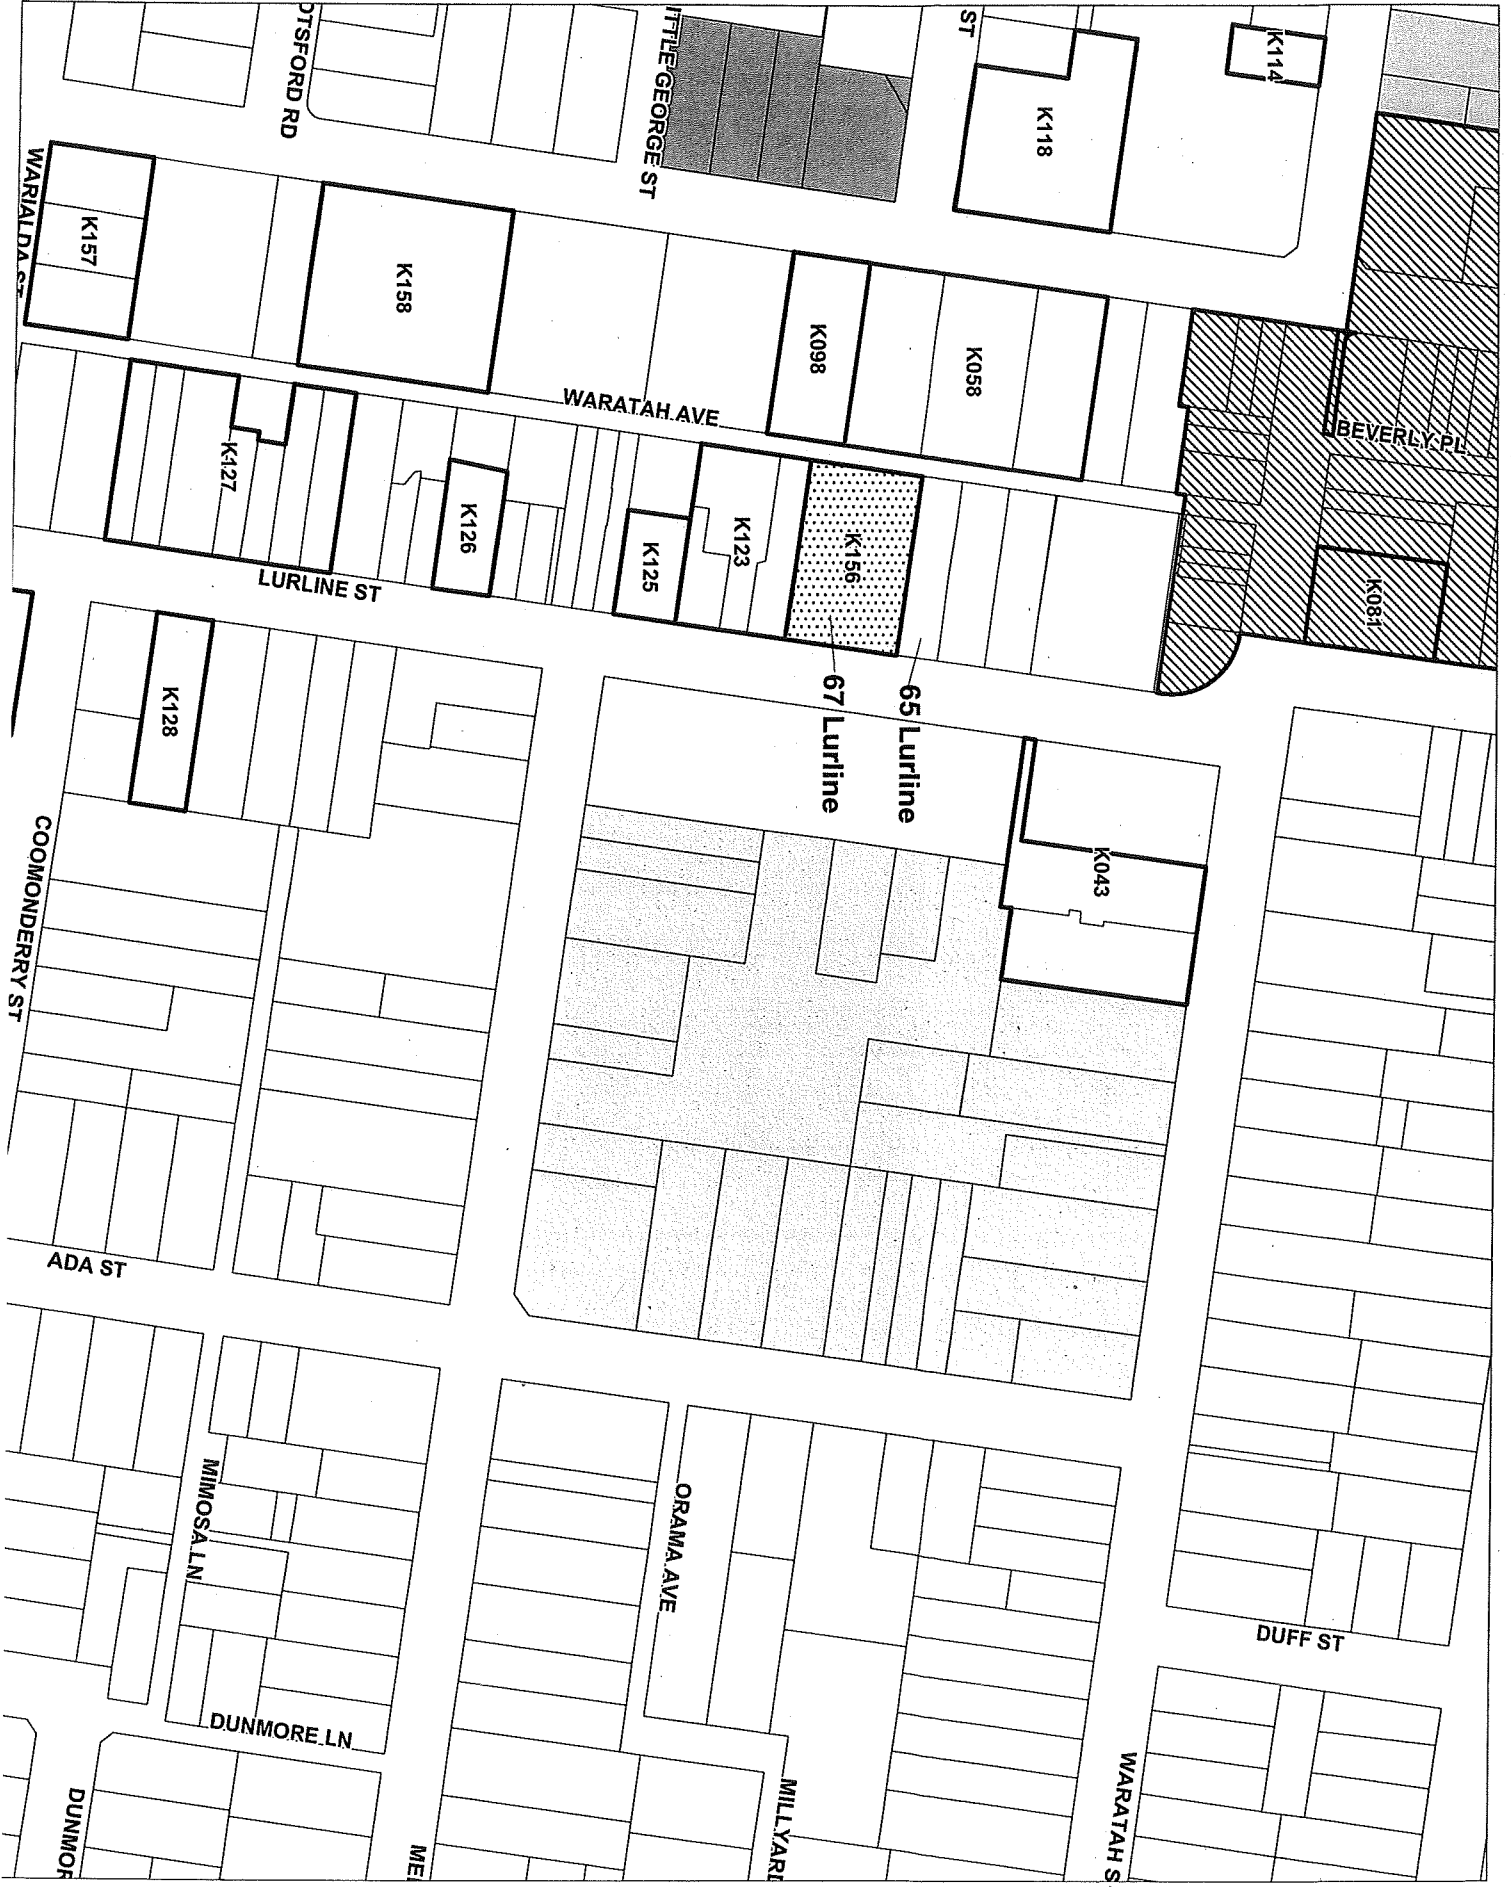 OTSFORD RD
ITTLE GEORGE ST
ST
K114
K118
WARIALDA ST
K157
K158
K098
K058
WARATAH AVE
BEVERLY PL
K127
K126
K125
K123
K156
K081
LURLINE ST
67 Lurline
65 Lurline
K128
K043
COOMONDERRY ST
ADA ST
MIMOSA LN
ORAMA AVE
DUFF ST
DUNMORE LN
DUNMOR
ME
MILLYARD
WARATAH S